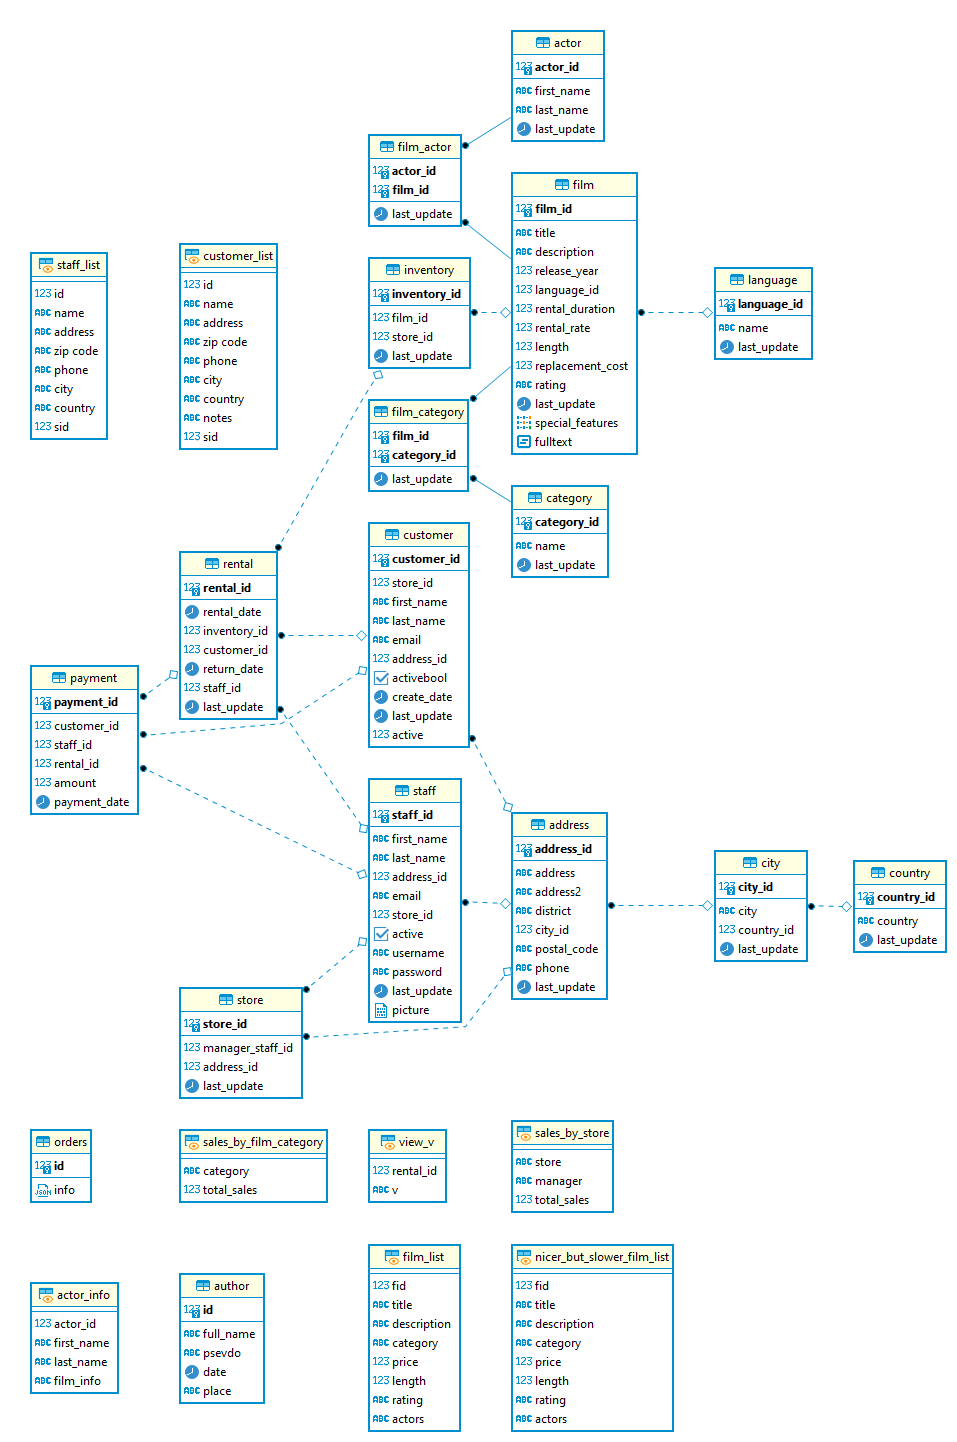 actor
123 actor_id
ABC first_name
ABC last_name
last_update
film_actor
123 actor_id
123 film_id
last_update
film
123 film_id
ABC title
ABC description
123 release_year
123 language_id
123 rental_duration
123 rental_rate
123 length
123 replacement_cost
ABC rating
last_update
special_features
fulltext
staff_list
123 id
ABC name
ABC address
ABC zip code
ABC phone
ABC city
ABC country
123 sid
customer_list
123 id
ABC name
ABC address
ABC zip code
ABC phone
ABC city
ABC country
ABC notes
123 sid
inventory
123 inventory_id
123 film_id
123 store_id
last_update
language
123 language_id
ABC name
last_update
film_category
123 film_id
123 category_id
last_update
category
123 category_id
ABC name
last_update
customer
123 customer_id
123 store_id
ABC first_name
ABC last_name
ABC email
123 address_id
activebool
create_date
last_update
123 active
rental
123 rental_id
rental_date
123 inventory_id
123 customer_id
return_date
123 staff_id
last_update
payment
123 payment_id
123 customer_id
123 staff_id
123 rental_id
123 amount
payment_date
staff
123 staff_id
ABC first_name
ABC last_name
123 address_id
ABC email
123 store_id
active
ABC username
ABC password
last_update
picture
address
123 address_id
ABC address
ABC address2
ABC district
123 city_id
ABC postal_code
ABC phone
last_update
city
123 city_id
ABC city
123 country_id
last_update
country
123 country_id
ABC country
last_update
store
123 store_id
123 manager_staff_id
123 address_id
last_update
orders
123 id
JSON info
sales_by_film_category
ABC category
123 total_sales
view_v
123 rental_id
ABC v
sales_by_store
ABC store
ABC manager
123 total_sales
actor_info
123 actor_id
ABC first_name
ABC last_name
ABC film_info
author
123 id
ABC full_name
ABC psevdo
date
ABC place
film_list
123 fid
ABC title
ABC description
ABC category
123 price
123 length
ABC rating
ABC actors
nicer_but_slower_film_list
123 fid
ABC title
ABC description
ABC category
123 price
123 length
ABC rating
ABC actors